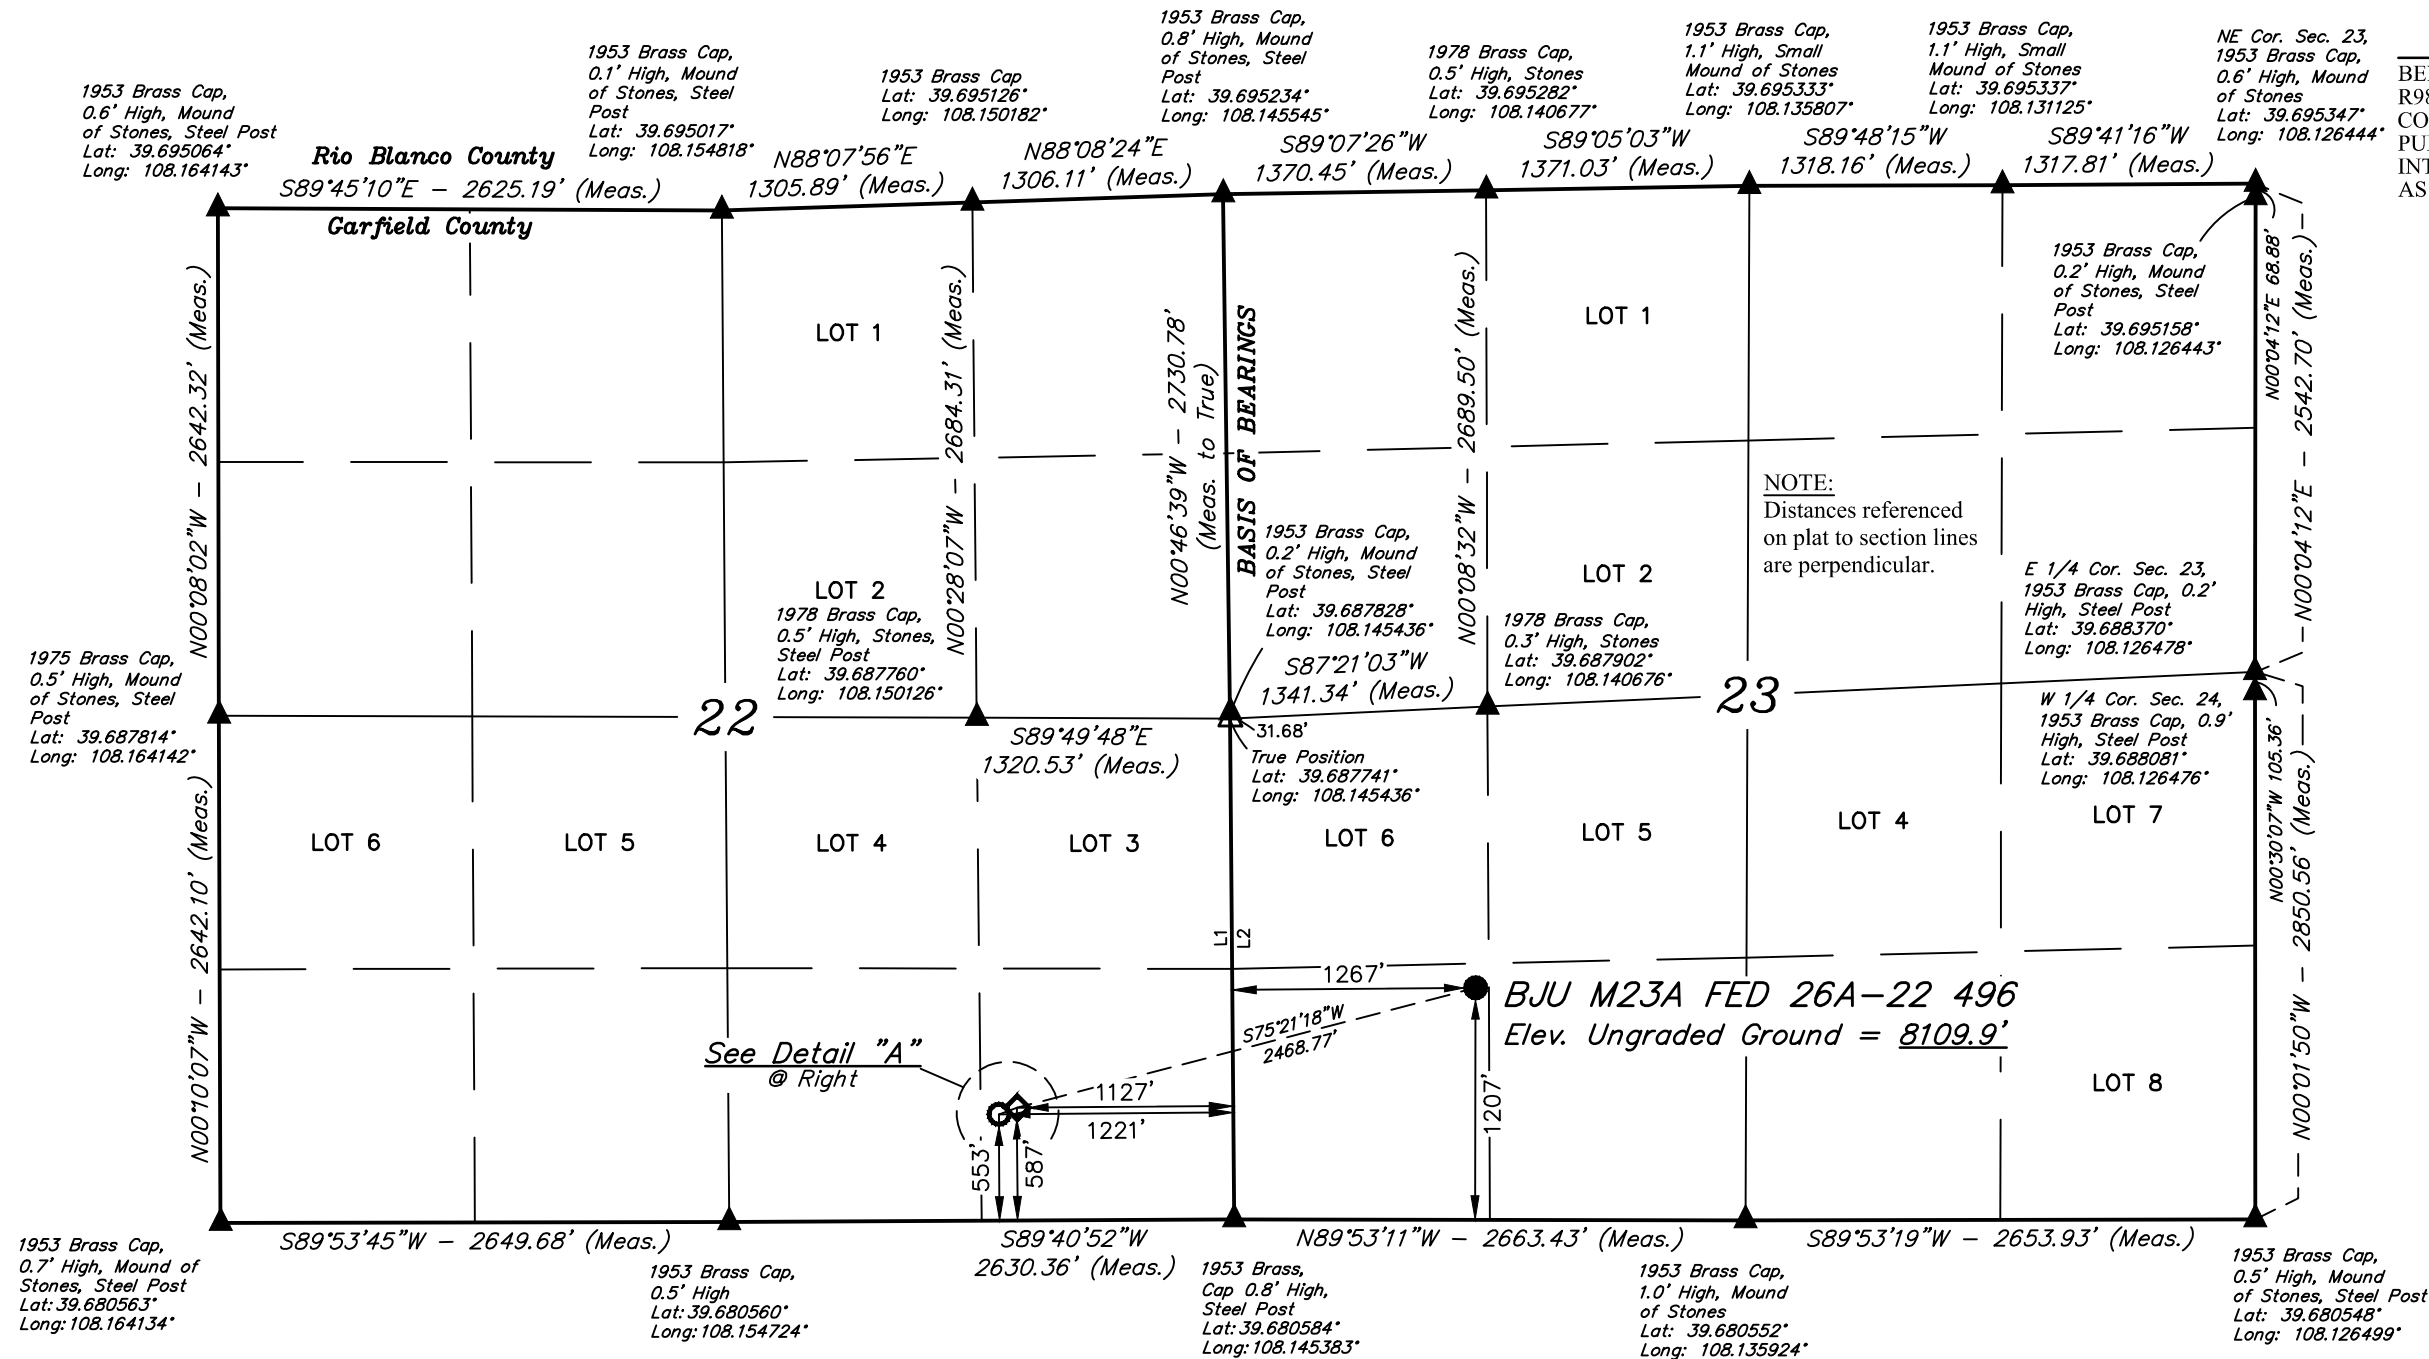 1953 Brass Cap,
0.6' High, Mound
of Stones, Steel Post
Lat: 39.695064°
Long: 108.164143°
1953 Brass Cap,
0.1' High, Mound
of Stones, Steel
Post
Lat: 39.695017°
Long: 108.154818°
1953 Brass Cap
Lat: 39.695126°
Long: 108.150182°
1953 Brass Cap,
0.8' High, Mound
of Stones, Steel
Post
Lat: 39.695234°
Long: 108.145545°
1978 Brass Cap,
0.5' High, Stones
Lat: 39.695282°
Long: 108.140677°
1953 Brass Cap,
1.1' High, Small
Mound of Stones
Lat: 39.695333°
Long: 108.135807°
1953 Brass Cap,
1.1' High, Small
Mound of Stones
Lat: 39.695337°
Long: 108.131125°
NE Cor. Sec. 23,
1953 Brass Cap,
0.6' High, Mound
of Stones
Lat: 39.695347°
Long: 108.126444°
BE
R98
CO
PU
INT
AS
Rio Blanco County
S89°45'10"E - 2625.19' (Meas.)
Garfield County
N88°07'56"E
1305.89' (Meas.)
N88°08'24"E
1306.11' (Meas.)
S89°07'26"W
1370.45' (Meas.)
S89°05'03"W
1371.03' (Meas.)
S89°48'15"W
1318.16' (Meas.)
S89°41'16"W
1317.81' (Meas.)
N00°08'02"W - 2642.32' (Meas.)
LOT 1
N00°28'07"W - 2684.31' (Meas.)
N00°46'39"W - 2730.78'
(Meas. to True)
BASIS OF BEARINGS
N00°08'32"W - 2689.50' (Meas.)
LOT 1
1953 Brass Cap,
0.2' High, Mound
of Stones, Steel
Post
Lat: 39.695158°
Long: 108.126443°
N00°04'12"E 68.88'
N00°04'12"E - 2542.70' (Meas.)
NOTE:
Distances referenced
on plat to section lines
are perpendicular.
LOT 2
1978 Brass Cap,
0.5' High, Stones,
Steel Post
Lat: 39.687760°
Long: 108.150126°
1953 Brass Cap,
0.2' High, Mound
of Stones, Steel
Post
Lat: 39.687828°
Long: 108.145436°
S87°21'03"W
1341.34' (Meas.)
LOT 2
1978 Brass Cap,
0.3' High, Stones
Lat: 39.687902°
Long: 108.140676°
E 1/4 Cor. Sec. 23,
1953 Brass Cap, 0.2'
High, Steel Post
Lat: 39.688370°
Long: 108.126478°
1975 Brass Cap,
0.5' High, Mound
of Stones, Steel
Post
Lat: 39.687814°
Long: 108.164142°
22
23
W 1/4 Cor. Sec. 24,
1953 Brass Cap, 0.9'
High, Steel Post
Lat: 39.688081°
Long: 108.126476°
S89°49'48"E
1320.53' (Meas.)
31.68'
True Position
Lat: 39.687741°
Long: 108.145436°
N00°30'07"W 105.36'
N00°10'07"W - 2642.10' (Meas.)
LOT 6
LOT 5
LOT 4
LOT 3
LOT 6
LOT 5
LOT 4
LOT 7
L1
L2
N00°01'50"W - 2850.56' (Meas.)
1267'
BJU M23A FED 26A-22 496
Elev. Ungraded Ground = 8109.9'
S75°21'18"W
2468.77'
See Detail "A"
@ Right
1127'
1221'
553'
587'
1207'
LOT 8
S89°53'45"W - 2649.68' (Meas.)
S89°40'52"W
2630.36' (Meas.)
N89°53'11"W - 2663.43' (Meas.)
S89°53'19"W - 2653.93' (Meas.)
1953 Brass Cap,
0.7' High, Mound of
Stones, Steel Post
Lat: 39.680563°
Long: 108.164134°
1953 Brass Cap,
0.5' High
Lat: 39.680560°
Long: 108.154724°
1953 Brass,
Cap 0.8' High,
Steel Post
Lat: 39.680584°
Long: 108.145383°
1953 Brass Cap,
1.0' High, Mound
of Stones
Lat: 39.680552°
Long: 108.135924°
1953 Brass Cap,
0.5' High, Mound
of Stones, Steel Post
Lat: 39.680548°
Long: 108.126499°